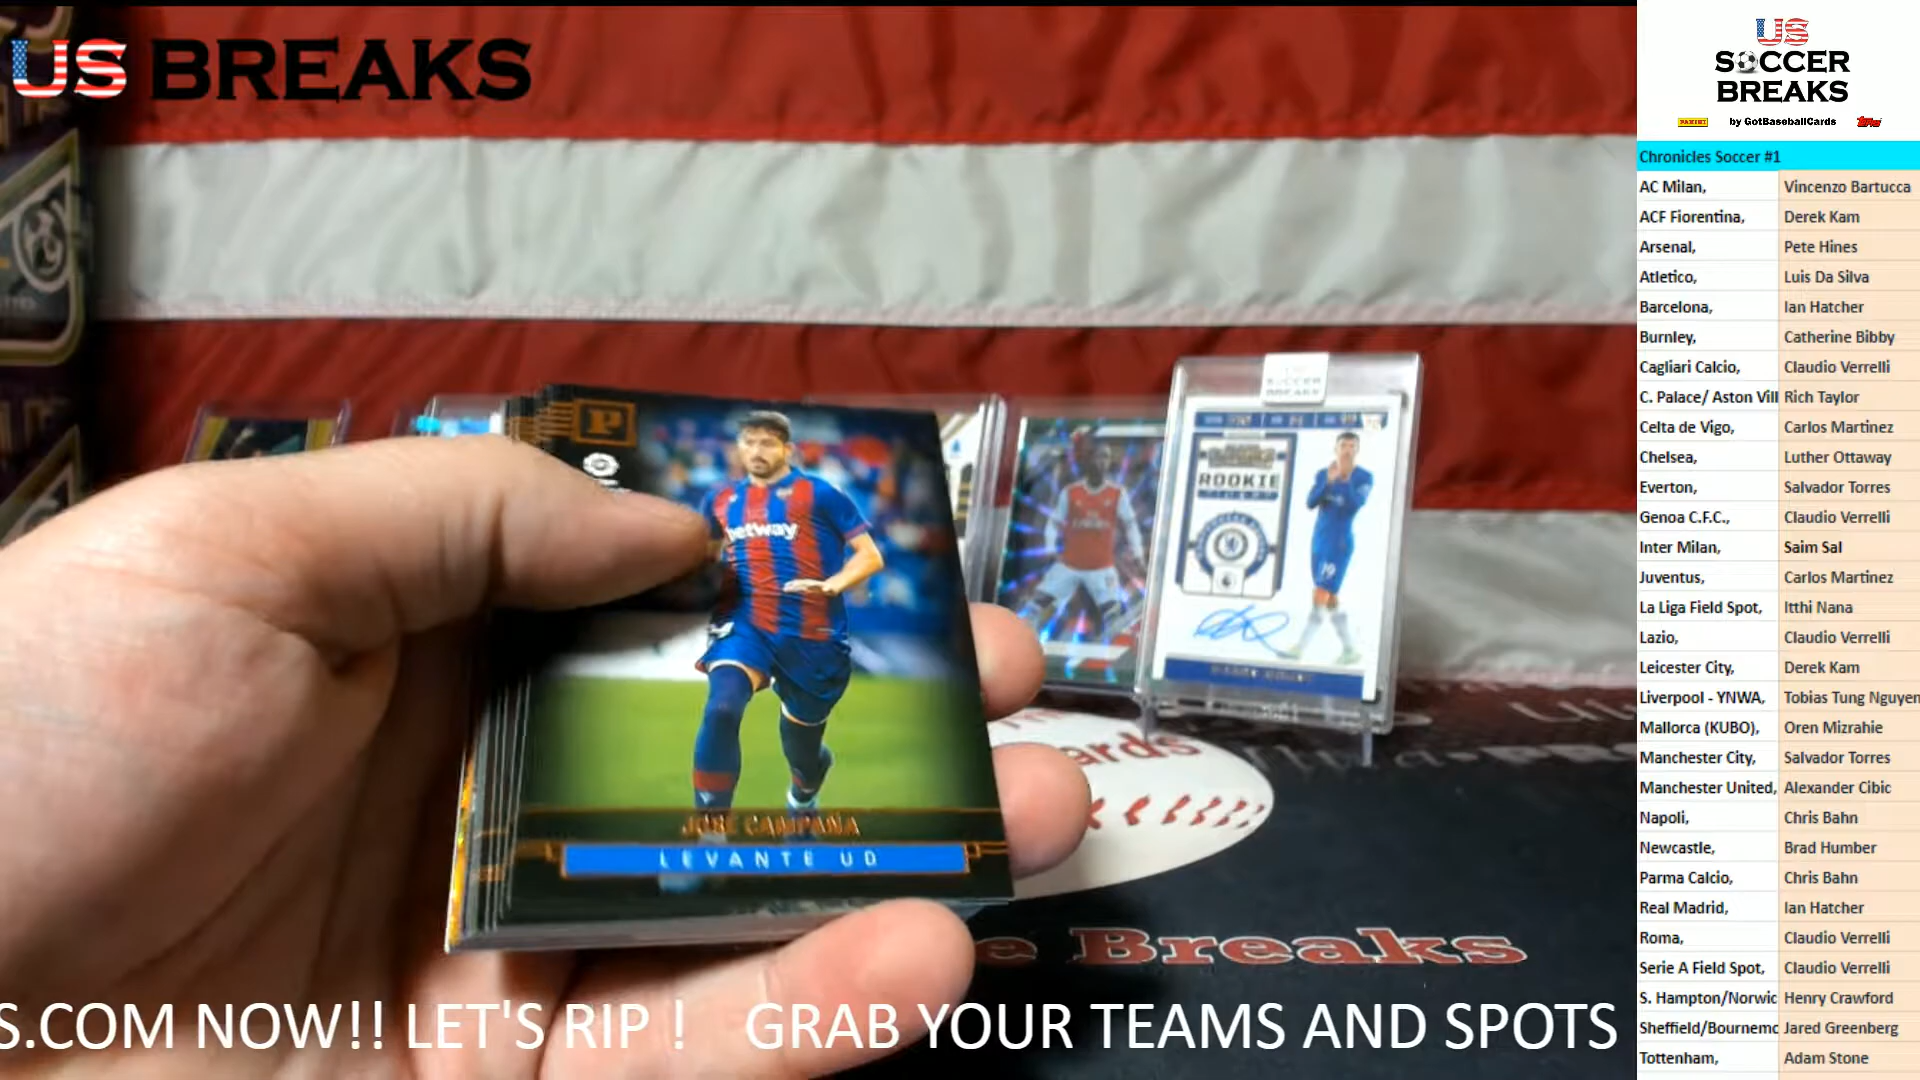 US BREAKS
US
SOCCER
BREAKS
PANINI by GotBaseballCards Topps
Chronicles Soccer #1
AC Milan, Vincenzo Bartucca
ACF Fiorentina, Derek Kam
Arsenal, Pete Hines
Atletico, Luis Da Silva
Barcelona, Ian Hatcher
Burnley, Catherine Bibby
Cagliari Calcio, Claudio Verrelli
C. Palace/ Aston Vill Rich Taylor
Celta de Vigo, Carlos Martinez
Chelsea, Luther Ottaway
Everton, Salvador Torres
Genoa C.F.C., Claudio Verrelli
Inter Milan, Saim Sal
Juventus, Carlos Martinez
La Liga Field Spot, Itthi Nana
Lazio, Claudio Verrelli
Leicester City, Derek Kam
Liverpool - YNWA, Tobias Tung Nguyen
Mallorca (KUBO), Oren Mizrahie
Manchester City, Salvador Torres
Manchester United, Alexander Cibic
Napoli, Chris Bahn
Newcastle, Brad Humber
Parma Calcio, Chris Bahn
Real Madrid, Ian Hatcher
Roma, Claudio Verrelli
Serie A Field Spot, Claudio Verrelli
S. Hampton/Norwic Henry Crawford
Sheffield/Bournemo Jared Greenberg
Tottenham, Adam Stone
P
betway
JOSE CAMPAÑA
LEVANTE UD
SOCCER
BREAKS
ROOKIE
TICKET
19
ards
e Breaks
S.COM NOW!! LET'S RIP ! GRAB YOUR TEAMS AND SPOTS